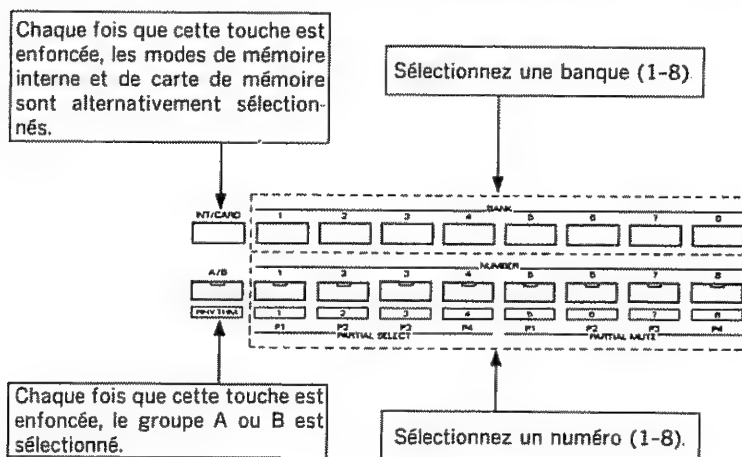 Chaque fois que cette touche est
enfoncée, les modes de mémoire
interne et de carte de mémoire
sont alternativement sélection-
nés.
Sélectionnez une banque (1-8).
INT/CARD
BANK
1 2 3 4 5 6 7 8
A/B
NUMBER
1 2 3 4 5 6 7 8
RHYTHM
1 2 3 4 5 6 7 8
P1 P2 P3 P4 P1 P2 P3 P4
PARTIAL SELECT PARTIAL MUTE
Chaque fois que cette touche est
enfoncée, le groupe A ou B est
sélectionné.
Sélectionnez un numéro (1-8).